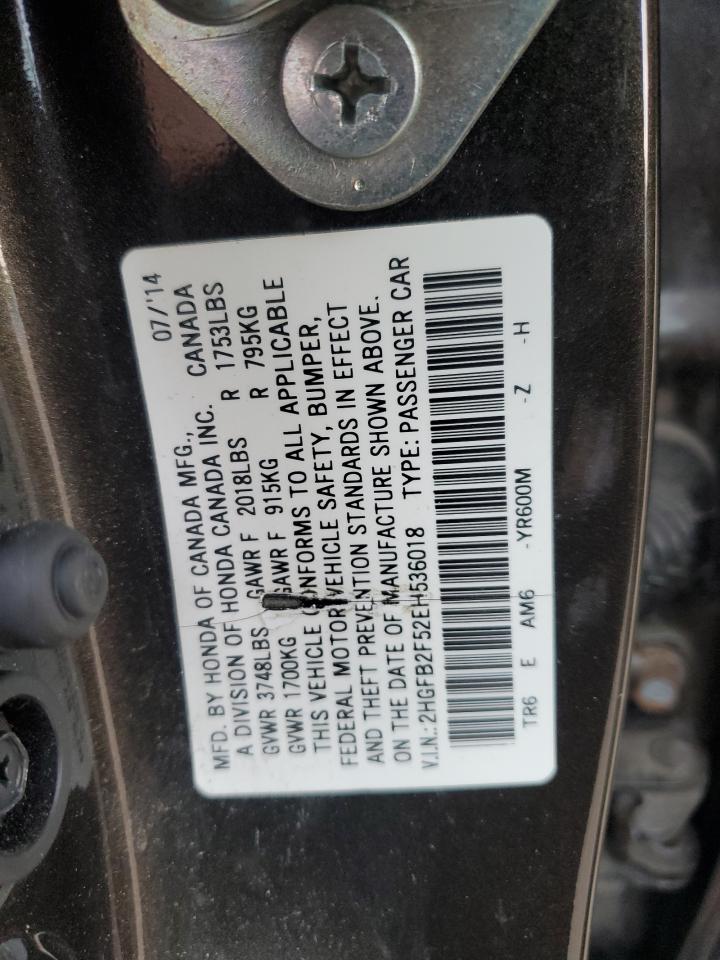 MFD. BY HONDA OF CANADA MFG., CANADA 07/'14
A DIVISION OF HONDA CANADA INC.
GVWR 3748LBS GAWR F 2018LBS R 1753LBS
GVWR 1700KG GAWR F 915KG R 795KG
THIS VEHICLE CONFORMS TO ALL APPLICABLE
FEDERAL MOTOR VEHICLE SAFETY, BUMPER,
AND THEFT PREVENTION STANDARDS IN EFFECT
ON THE DATE OF MANUFACTURE SHOWN ABOVE.
V.I.N.:2HGFB2F52EH536018 TYPE: PASSENGER CAR
TR6 E AM6 -YR600M -Z -H